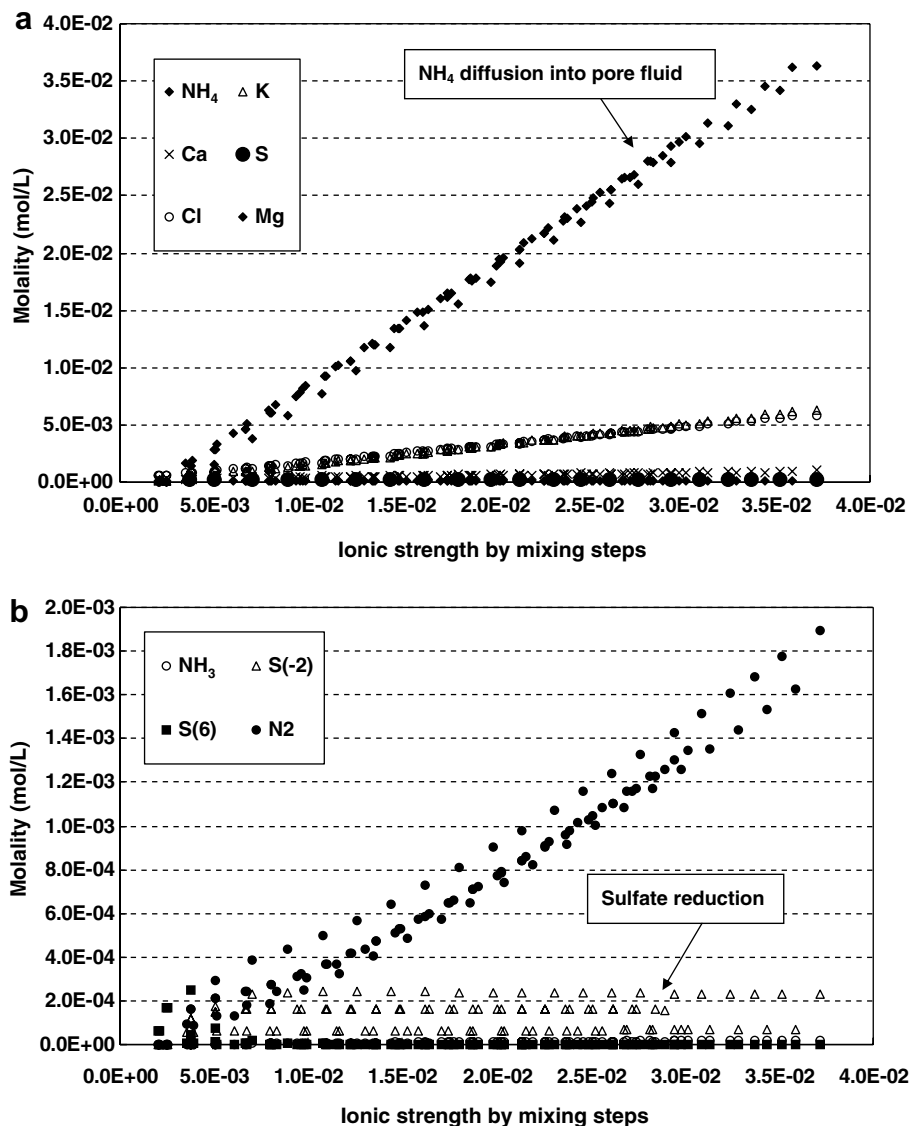 a
4.0E-02
3.5E-02
3.0E-02
2.5E-02
2.0E-02
1.5E-02
1.0E-02
5.0E-03
0.0E+00
Molality (mol/L)
NH4 K
Ca S
Cl Mg
NH4 diffusion into pore fluid
0.0E+00 5.0E-03 1.0E-02 1.5E-02 2.0E-02 2.5E-02 3.0E-02 3.5E-02 4.0E-02
Ionic strength by mixing steps
b
2.0E-03
1.8E-03
1.6E-03
1.4E-03
1.2E-03
1.0E-03
8.0E-04
6.0E-04
4.0E-04
2.0E-04
0.0E+00
Molality (mol/L)
NH3 S(-2)
S(6) N2
Sulfate reduction
0.0E+00 5.0E-03 1.0E-02 1.5E-02 2.0E-02 2.5E-02 3.0E-02 3.5E-02 4.0E-02
Ionic strength by mixing steps